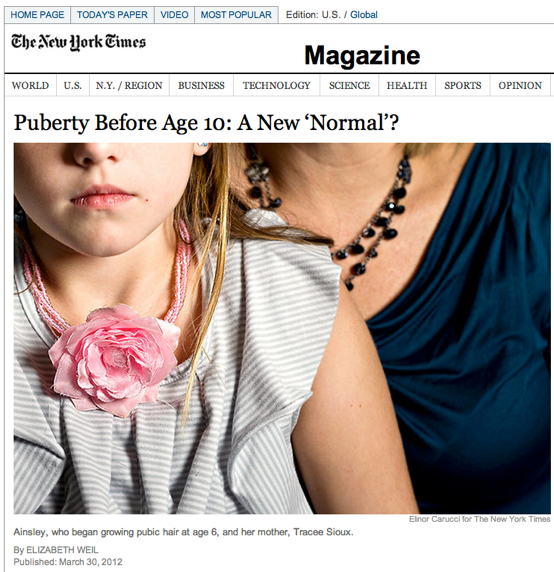 HOME PAGE TODAY'S PAPER VIDEO MOST POPULAR Edition: U.S. / Global
The New York Times
Magazine
WORLD U.S. N.Y. / REGION BUSINESS TECHNOLOGY SCIENCE HEALTH SPORTS OPINION
Puberty Before Age 10: A New ‘Normal’?
Elinor Carucci for The New York Times
Ainsley, who began growing pubic hair at age 6, and her mother, Tracee Sioux.
By ELIZABETH WEIL
Published: March 30, 2012